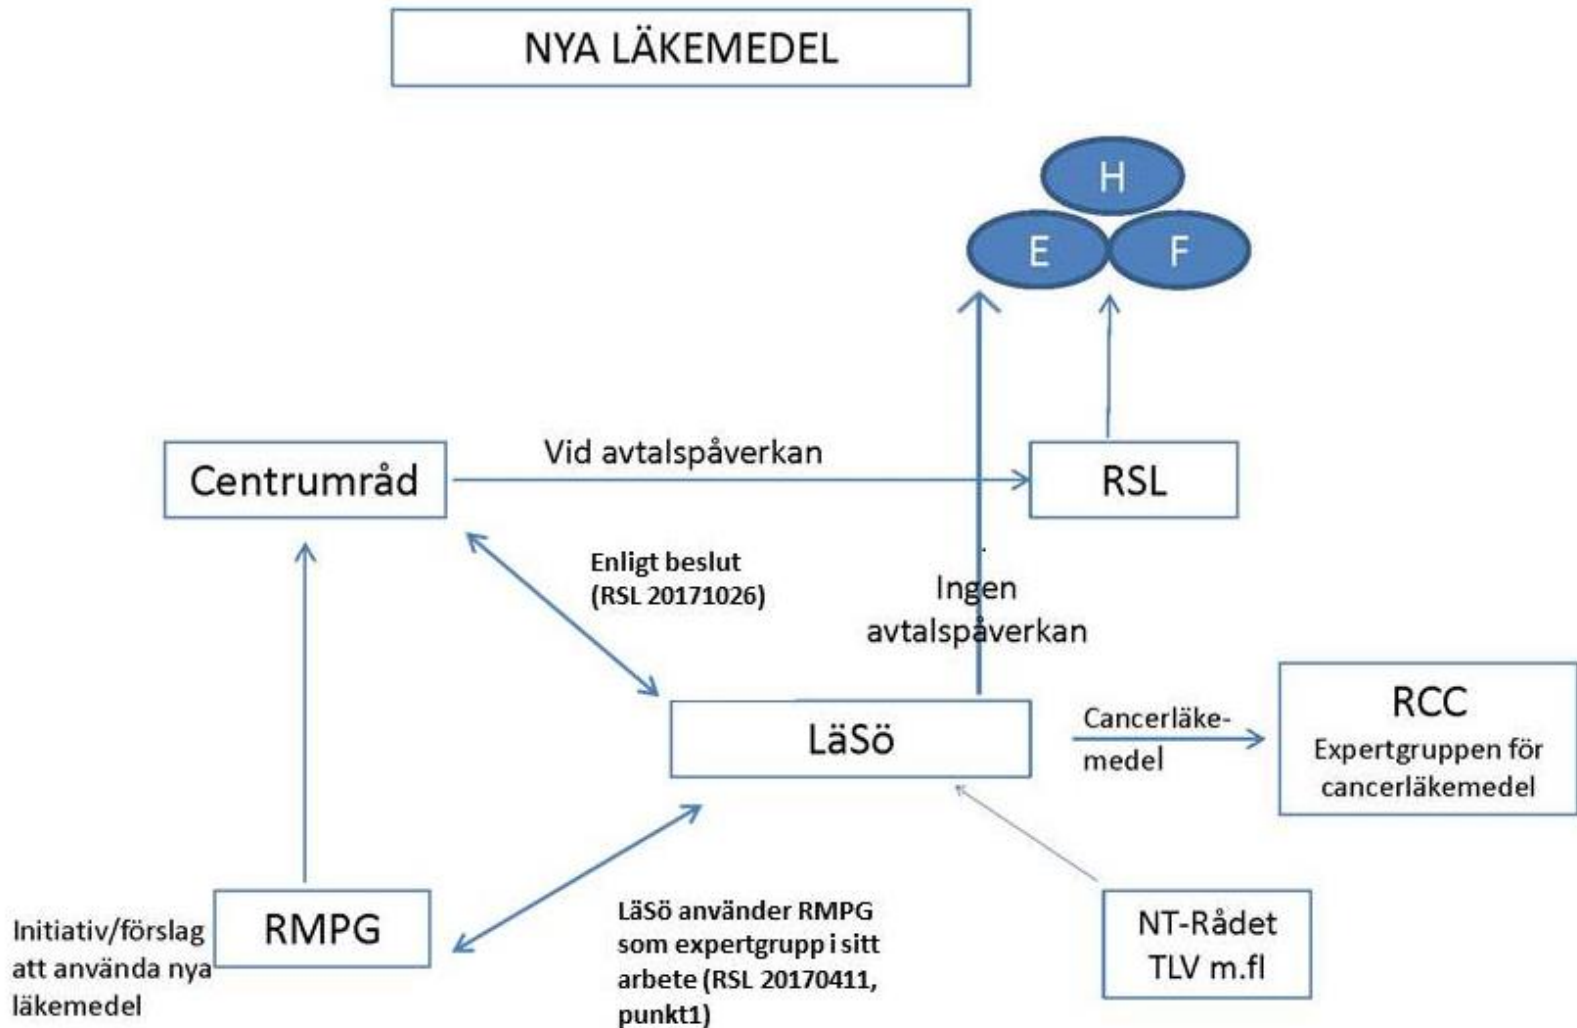 NYA LÄKEMEDEL
H
E
F
Centrumråd
Vid avtalspåverkan
RSL
Enligt beslut
(RSL 20171026)
Ingen
avtalspåverkan
LäSö
Cancerläke-
medel
RCC
Expertgruppen för
cancerläkemedel
Initiativ/förslag
att använda nya
läkemedel
RMPG
LäSö använder RMPG
som expertgrupp i sitt
arbete (RSL 20170411,
punkt1)
NT-Rådet
TLV m.fl